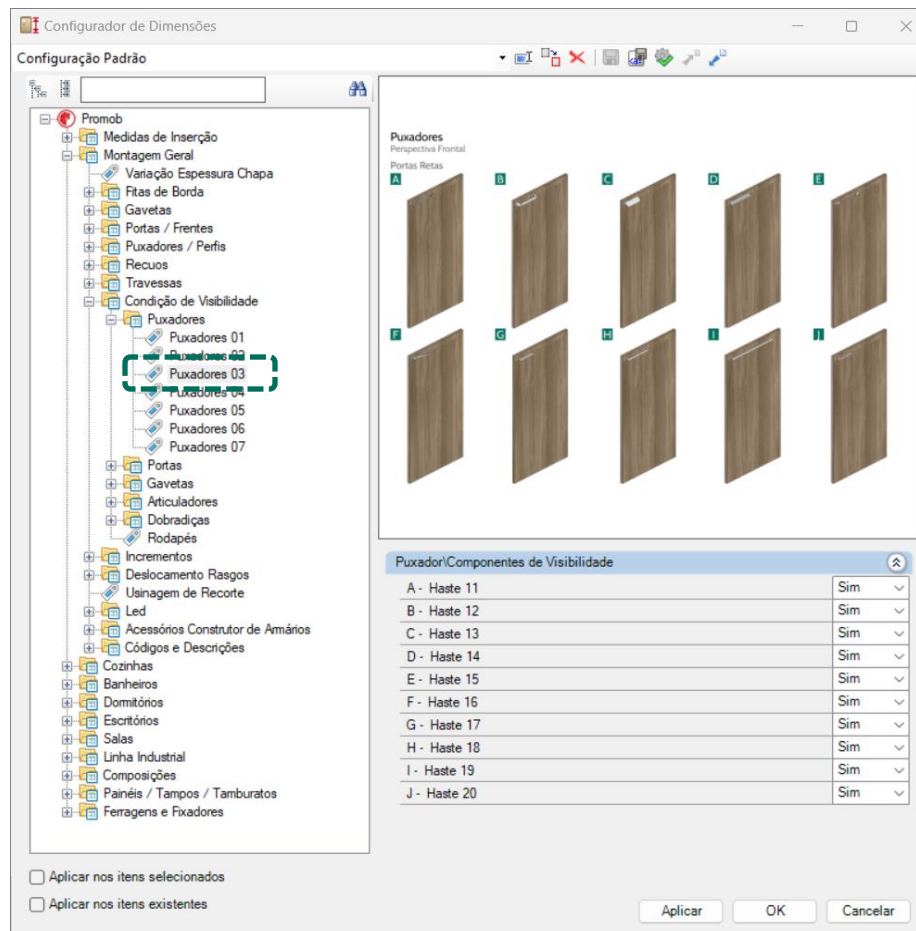 Configurador de Dimensões
Configuração Padrão
Promob
Medidas de Inserção
Montagem Geral
Variação Espessura Chapa
Fitas de Borda
Gavetas
Portas / Frentes
Puxadores / Perfis
Recuos
Travessas
Condição de Visibilidade
Puxadores
Puxadores 01
Puxadores 02
Puxadores 03
Puxadores 04
Puxadores 05
Puxadores 06
Puxadores 07
Portas
Gavetas
Articuladores
Dobradiças
Rodapés
Incrementos
Deslocamento Rasgos
Usinagem de Recorte
Led
Acessórios Construtor de Armários
Códigos e Descrições
Cozinhas
Banheiros
Dormitórios
Escritórios
Salas
Linha Industrial
Composições
Painéis / Tampos / Tamburatos
Ferragens e Fixadores
Aplicar nos itens selecionados
Aplicar nos itens existentes
Puxadores
Perspectiva Frontal
Portas Retas
A B C D E
F G H I J
Puxador\Componentes de Visibilidade
A - Haste 11 Sim
B - Haste 12 Sim
C - Haste 13 Sim
D - Haste 14 Sim
E - Haste 15 Sim
F - Haste 16 Sim
G - Haste 17 Sim
H - Haste 18 Sim
I - Haste 19 Sim
J - Haste 20 Sim
Aplicar OK Cancelar